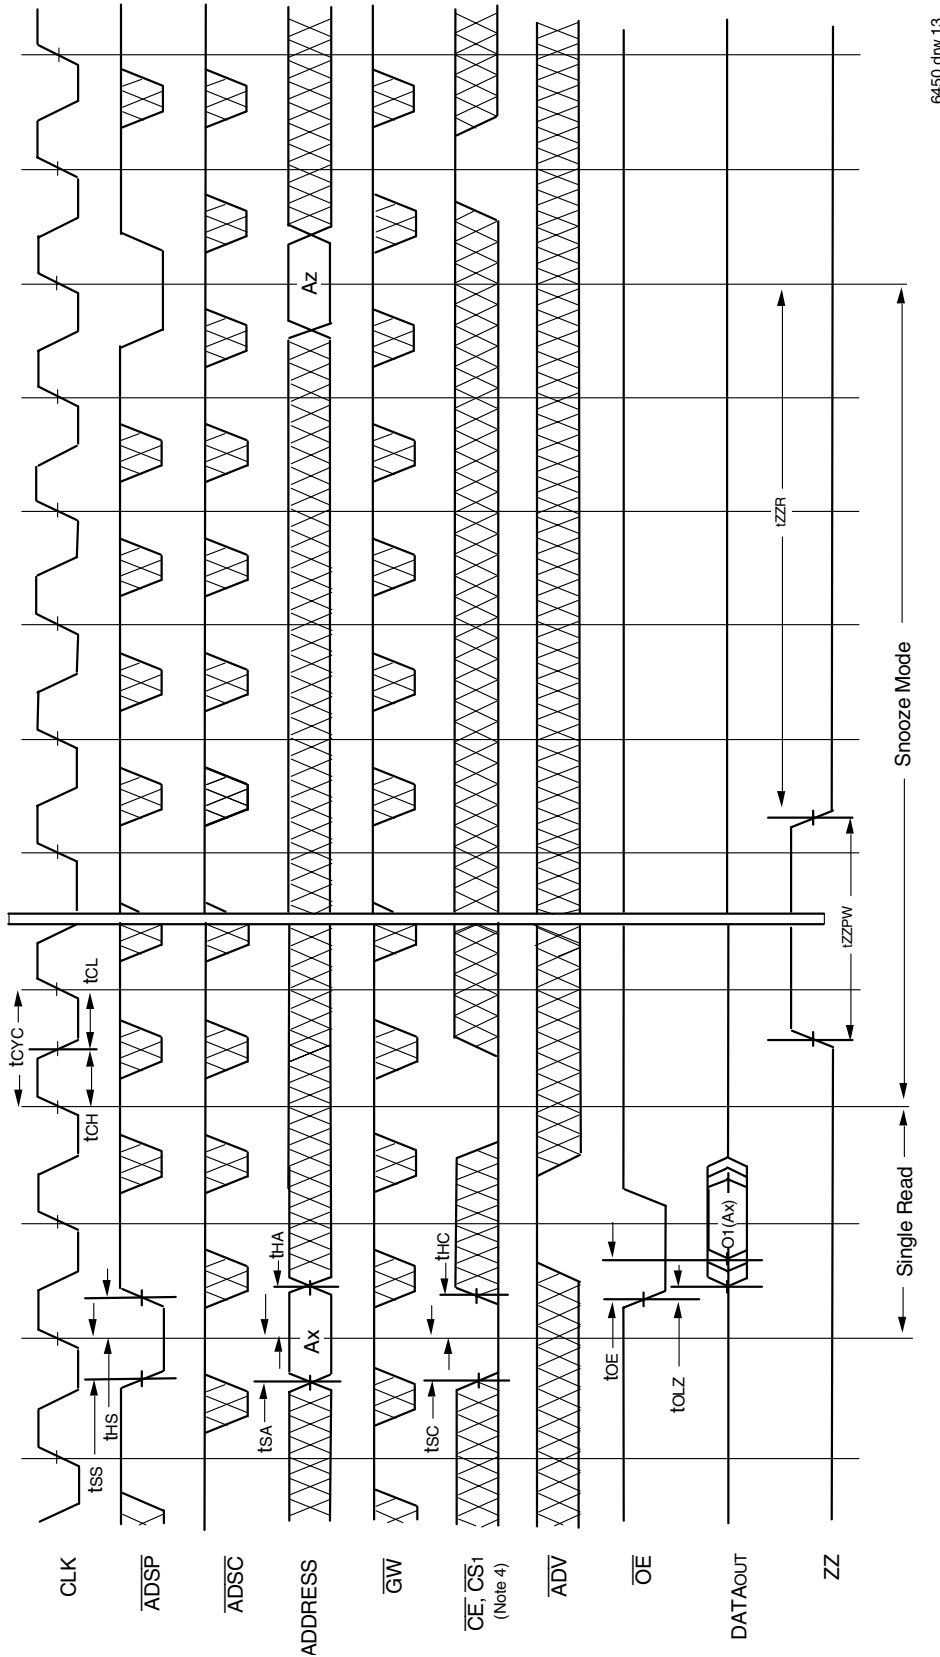 CLK
ADSP
ADSC
ADDRESS
GW
CE, CS1
(Note 4)
ADV
OE
DATAOUT
ZZ
tCYC
tCH
tCL
tSS
tHS
tSA
tHA
Ax
Az
tSC
tHC
tOE
tOLZ
O1(Ax)
tZZPW
tZZR
Single Read
Snooze Mode
6450 drw 13